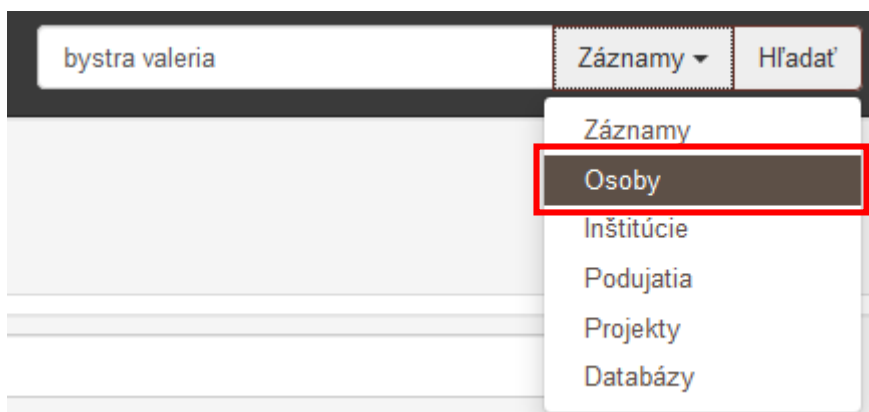 bystra valeria Záznamy Hľadať
Záznamy
Osoby
Inštitúcie
Podujatia
Projekty
Databázy